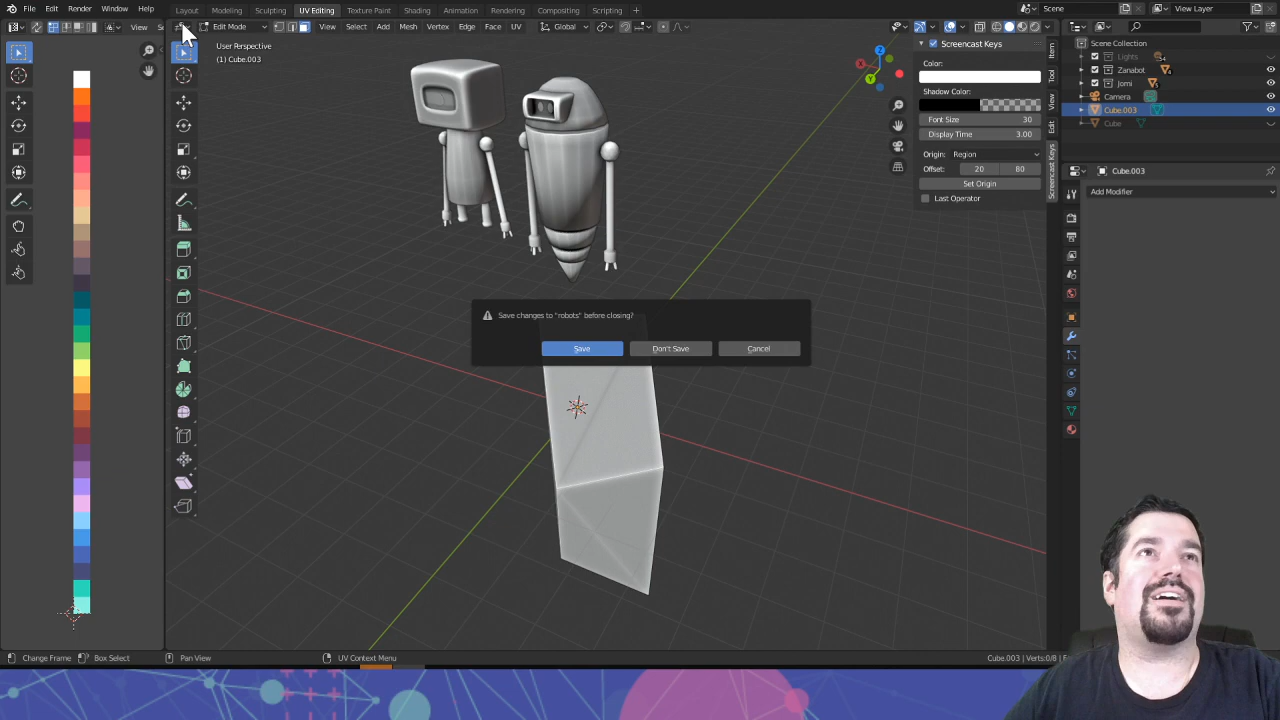 File Edit Render Window Help Layout Modeling Sculpting UV Editing Texture Paint Shading Animation Rendering Compositing Scripting + Scene View Layer
View Edit Mode View Select Add Mesh Vertex Edge Face UV Global
User Perspective
(1) Cube.003
Screencast Keys
Color:
Shadow Color:
Font Size 30
Display Time 3.00
Origin: Region
Offset: 20 80
Set Origin
Last Operator
Item
Tool
View
Edit
Screencast Keys
X
Y
Z
Scene Collection
Lights
Zanabot
Jomi
Camera
Cube.003
Cube
Cube.003
Add Modifier
Save changes to "robots" before closing?
Save Don't Save Cancel
Change Frame Box Select Pan View UV Context Menu Cube.003 | Verts:0/8 | F